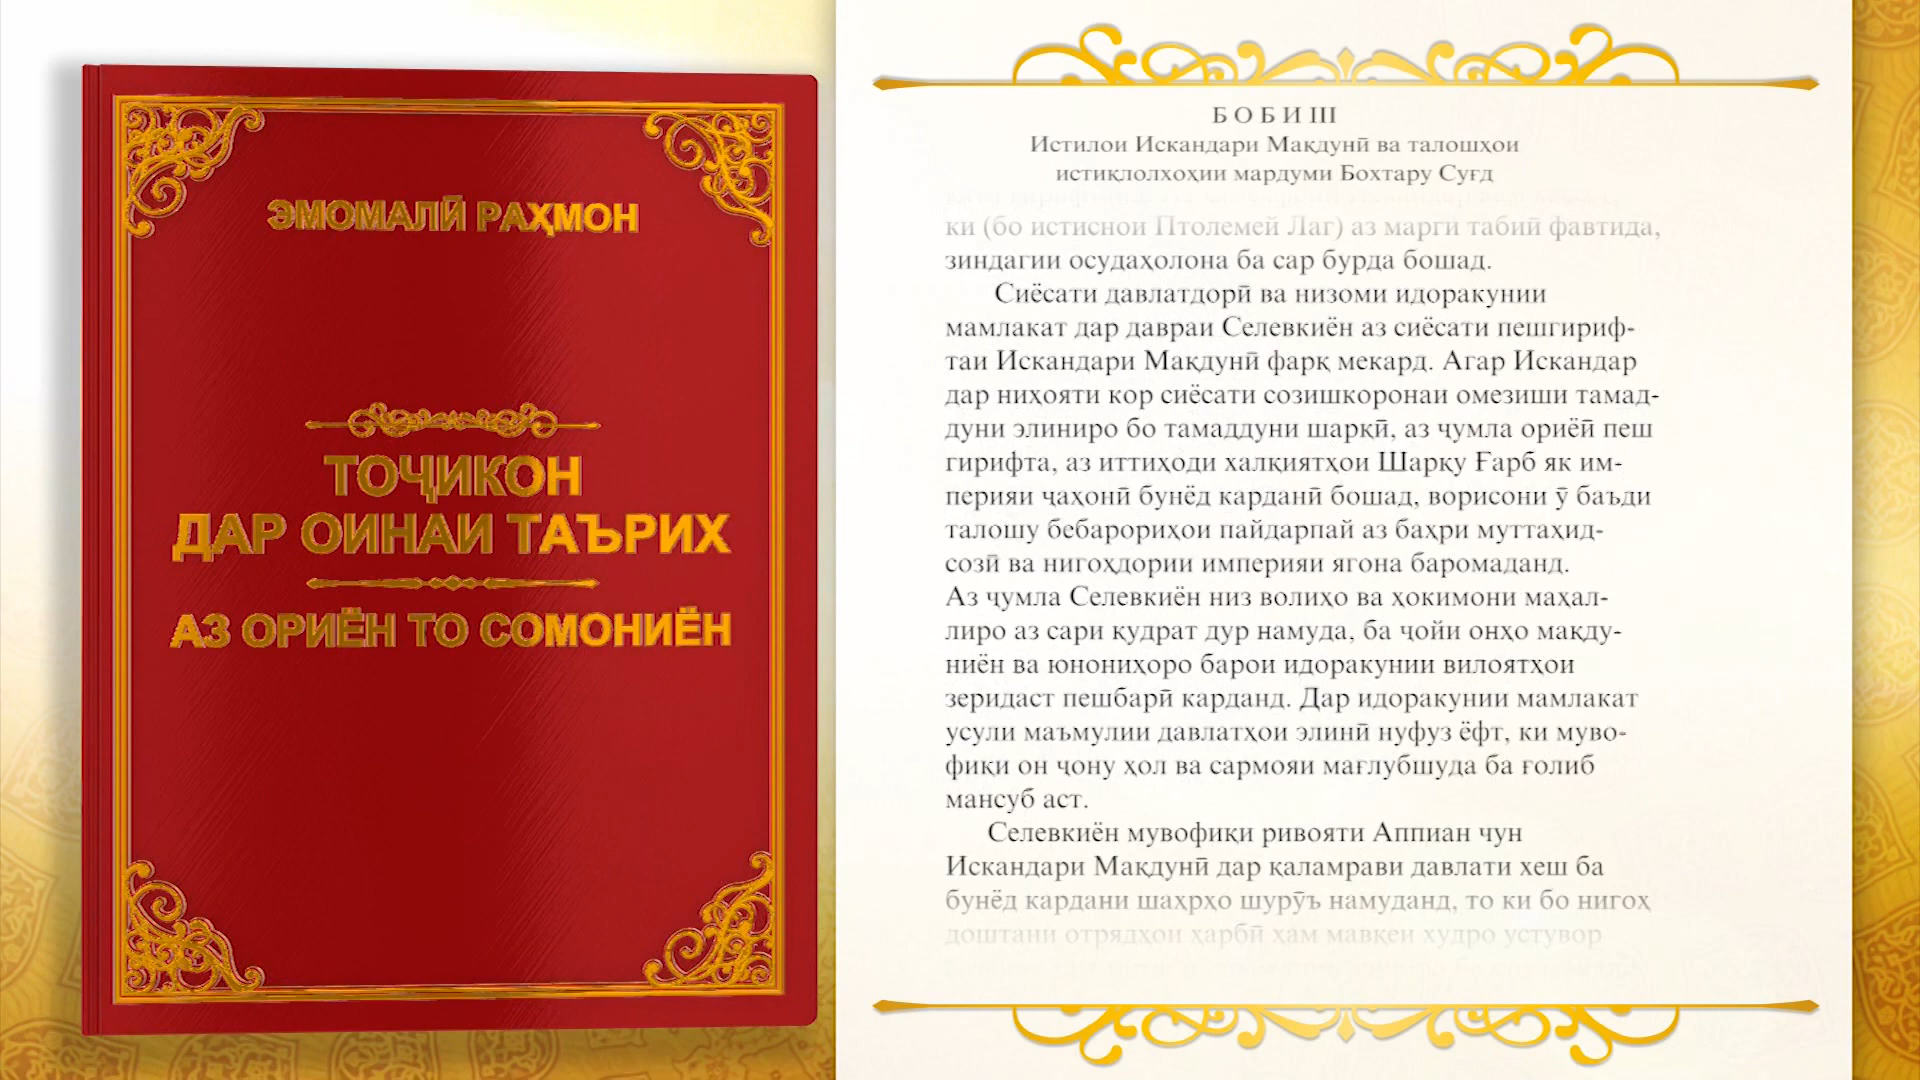 ЭМОМАЛӢ РАҲМОН
ТОҶИКОН
ДАР ОИНАИ ТАЪРИХ
АЗ ОРИЁН ТО СОМОНИЁН
Б О Б И III
Истилои Искандари Мақдунӣ ва талошҳои
истиқлолхоҳии мардуми Бохтару Суғд
ки (бо истиснои Птолемей Лаг) аз марги табиӣ фавтида,
зиндагии осудаҳолона ба сар бурда бошад.
Сиёсати давлатдорӣ ва низоми идоракунии
мамлакат дар давраи Селевкиён аз сиёсати пешгириф-
таи Искандари Мақдунӣ фарқ мекард. Агар Искандар
дар ниҳояти кор сиёсати созишкоронаи омезиши тамад-
дуни элиниро бо тамаддуни шарқӣ, аз ҷумла ориёӣ пеш
гирифта, аз иттиҳоди халқиятҳои Шарқу Ғарб як им-
перияи ҷаҳонӣ бунёд карданӣ бошад, ворисони ӯ баъди
талошу бебарориҳои пайдарпай аз баҳри муттаҳид-
созӣ ва нигоҳдории империяи ягона баромаданд.
Аз ҷумла Селевкиён низ волиҳо ва ҳокимони маҳал-
лиро аз сари қудрат дур намуда, ба ҷойи онҳо мақду-
ниён ва юнониҳоро барои идоракунии вилоятҳои
зеридаст пешбарӣ карданд. Дар идоракунии мамлакат
усули маъмулии давлатҳои элинӣ нуфуз ёфт, ки муво-
фиқи он ҷону ҳол ва сармояи мағлубшуда ба ғолиб
мансуб аст.
Селевкиён мувофиқи ривояти Аппиан чун
Искандари Мақдунӣ дар қаламрави давлати хеш ба
бунёд кардани шаҳрҳо шурӯъ намуданд, то ки бо нигоҳ
доштани отрядҳои ҳарбӣ ҳам мавқеи худро устувор